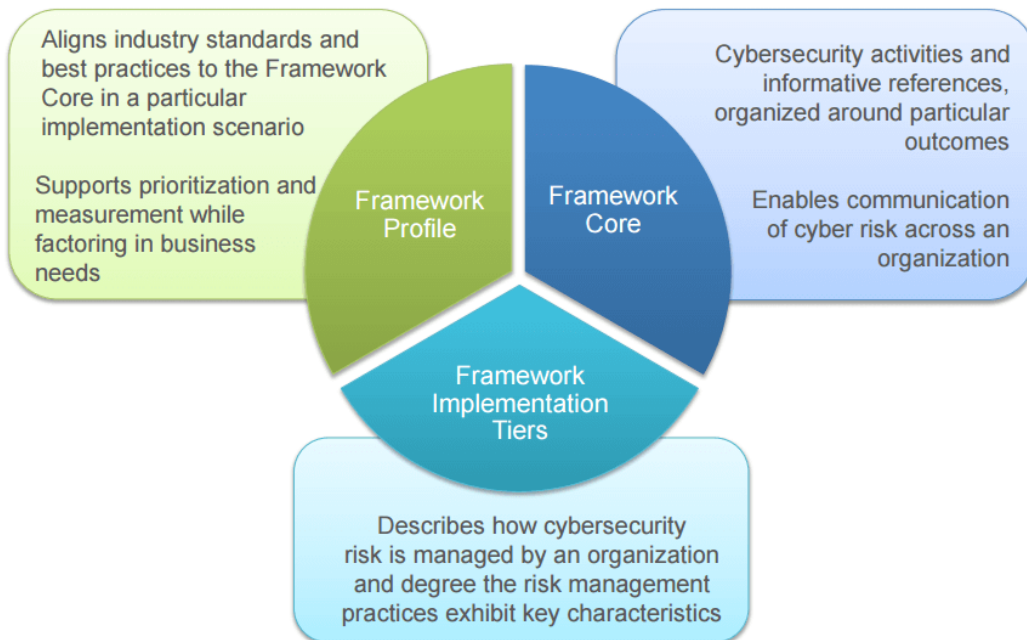 Aligns industry standards and
best practices to the Framework
Core in a particular
implementation scenario
Supports prioritization and
measurement while
factoring in business
needs
Framework
Profile
Framework
Core
Cybersecurity activities and
informative references,
organized around particular
outcomes
Enables communication
of cyber risk across an
organization
Framework
Implementation
Tiers
Describes how cybersecurity
risk is managed by an organization
and degree the risk management
practices exhibit key characteristics